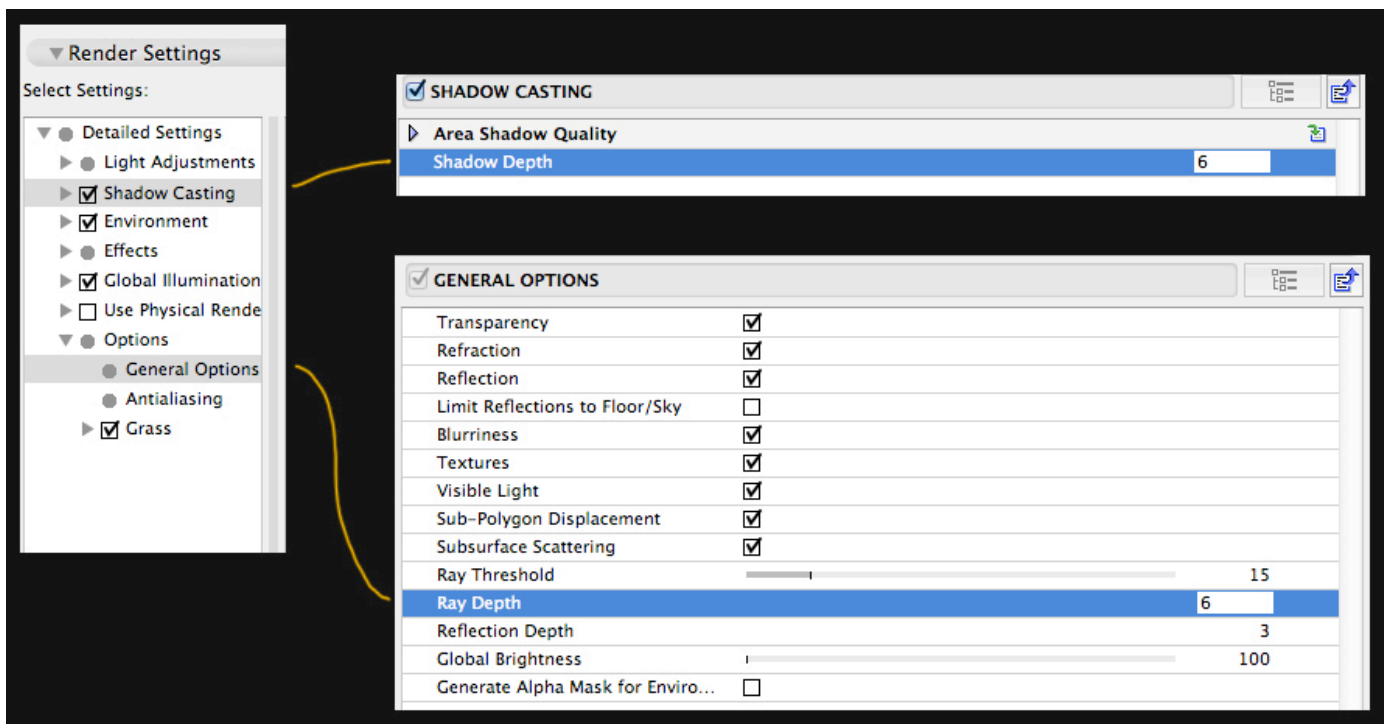 Render Settings
Select Settings:
Detailed Settings
Light Adjustments
Shadow Casting
Environment
Effects
Global Illumination
Use Physical Rende
Options
General Options
Antialiasing
Grass
SHADOW CASTING
Area Shadow Quality
Shadow Depth 6
GENERAL OPTIONS
Transparency
Refraction
Reflection
Limit Reflections to Floor/Sky
Blurriness
Textures
Visible Light
Sub-Polygon Displacement
Subsurface Scattering
Ray Threshold 15
Ray Depth 6
Reflection Depth 3
Global Brightness 100
Generate Alpha Mask for Enviro...